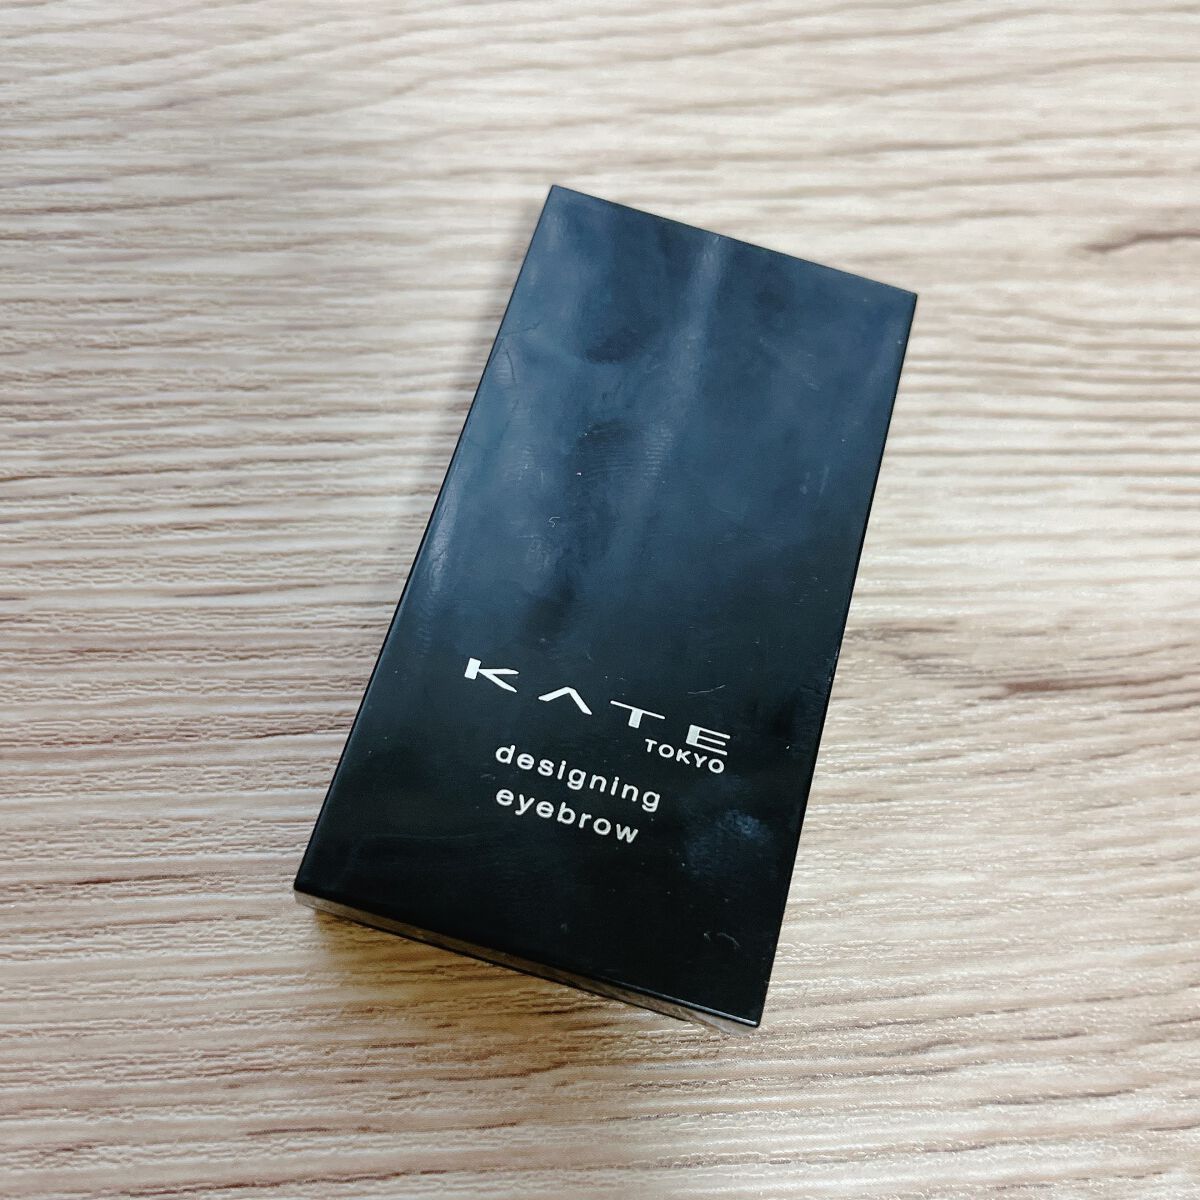 KATE
TOKYO
designing
eyebrow